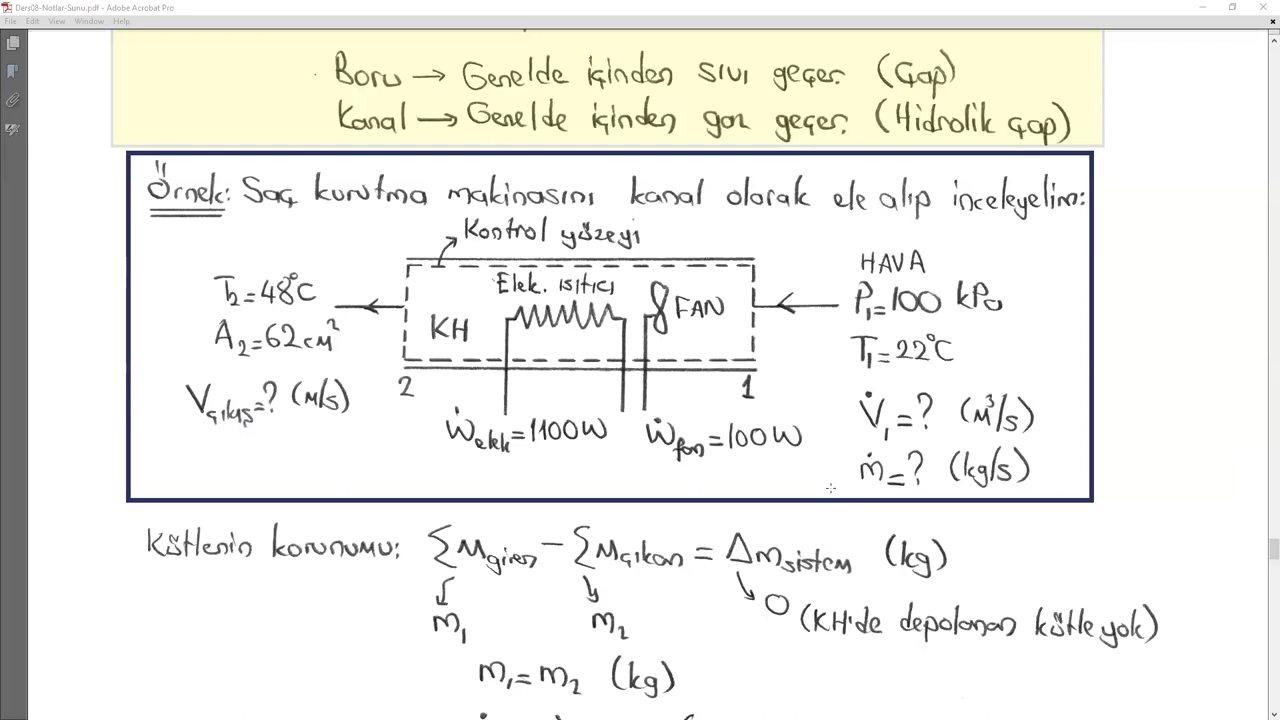 Ders08-Notlar-Sunu.pdf - Adobe Acrobat Pro
File Edit View Window Help
Boru → Genelde içinden sıvı geçer. (Çap)
Kanal → Genelde içinden gaz geçer. (Hidrolik çap)
Örnek: Saç kurutma makinasını kanal olarak ele alıp inceleyelim:
Kontrol yüzeyi
HAVA
T₂=48°C
Elek. ısıtıcı
FAN
P₁=100 kPa
A₂=62cm²
KH
T₁=22°C
2
1
Vçıkış=? (m/s)
Ẇelek=1100W
Ẇfan=100W
V̇₁=? (m³/s)
ṁ=? (kg/s)
Kütlenin korunumu: ∑mgiren - ∑mçıkan = Δmsistem (kg)
m₁
m₂
0 (KH'de depolanan kütle yok)
m₁=m₂ (kg)